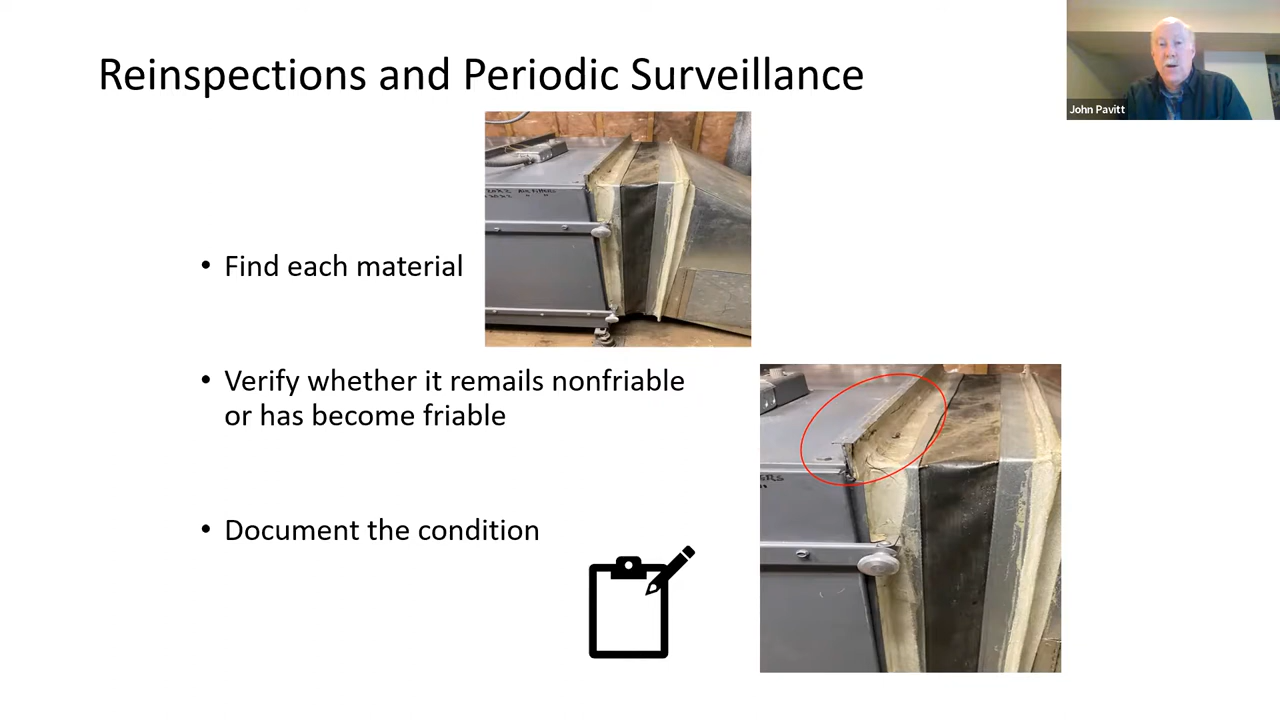 Reinspections and Periodic Surveillance
John Pavitt
• Find each material
• Verify whether it remails nonfriable
or has become friable
• Document the condition